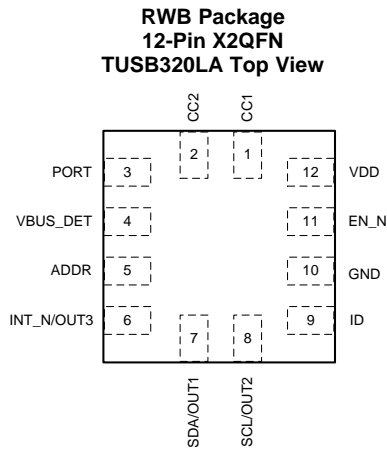 RWB Package
12-Pin X2QFN
TUSB320LA Top View
CC2
CC1
2
1
PORT
3
12
VDD
VBUS_DET
4
11
EN_N
ADDR
5
10
GND
INT_N/OUT3
6
7
8
9
ID
SDA/OUT1
SCL/OUT2